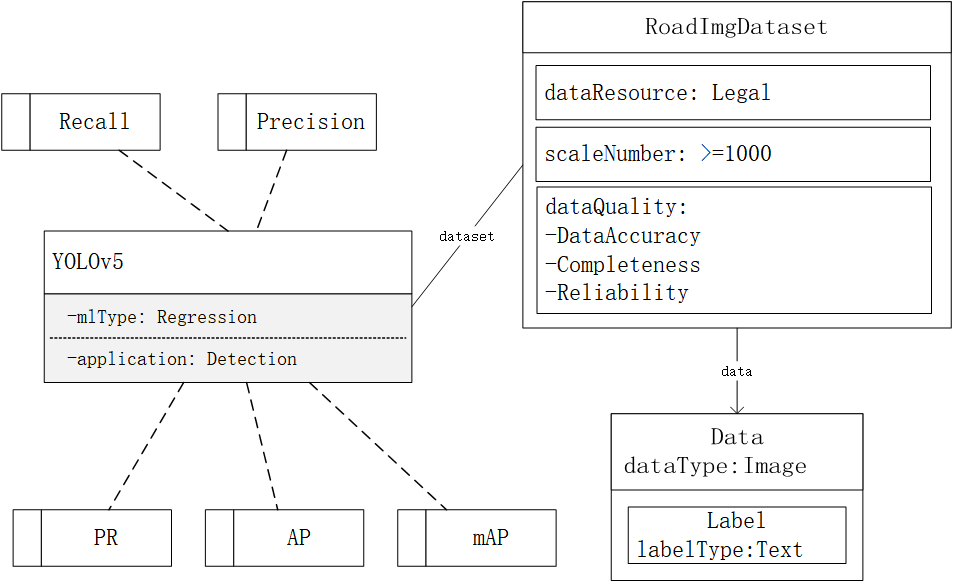 RoadImgDataset
dataResource: Legal
scaleNumber: >=1000
dataQuality:
-DataAccuracy
-Completeness
-Reliability
Recall
Precision
dataset
YOLOv5
-mlType: Regression
-application: Detection
data
PR
AP
mAP
Data
dataType:Image
Label
labelType:Text